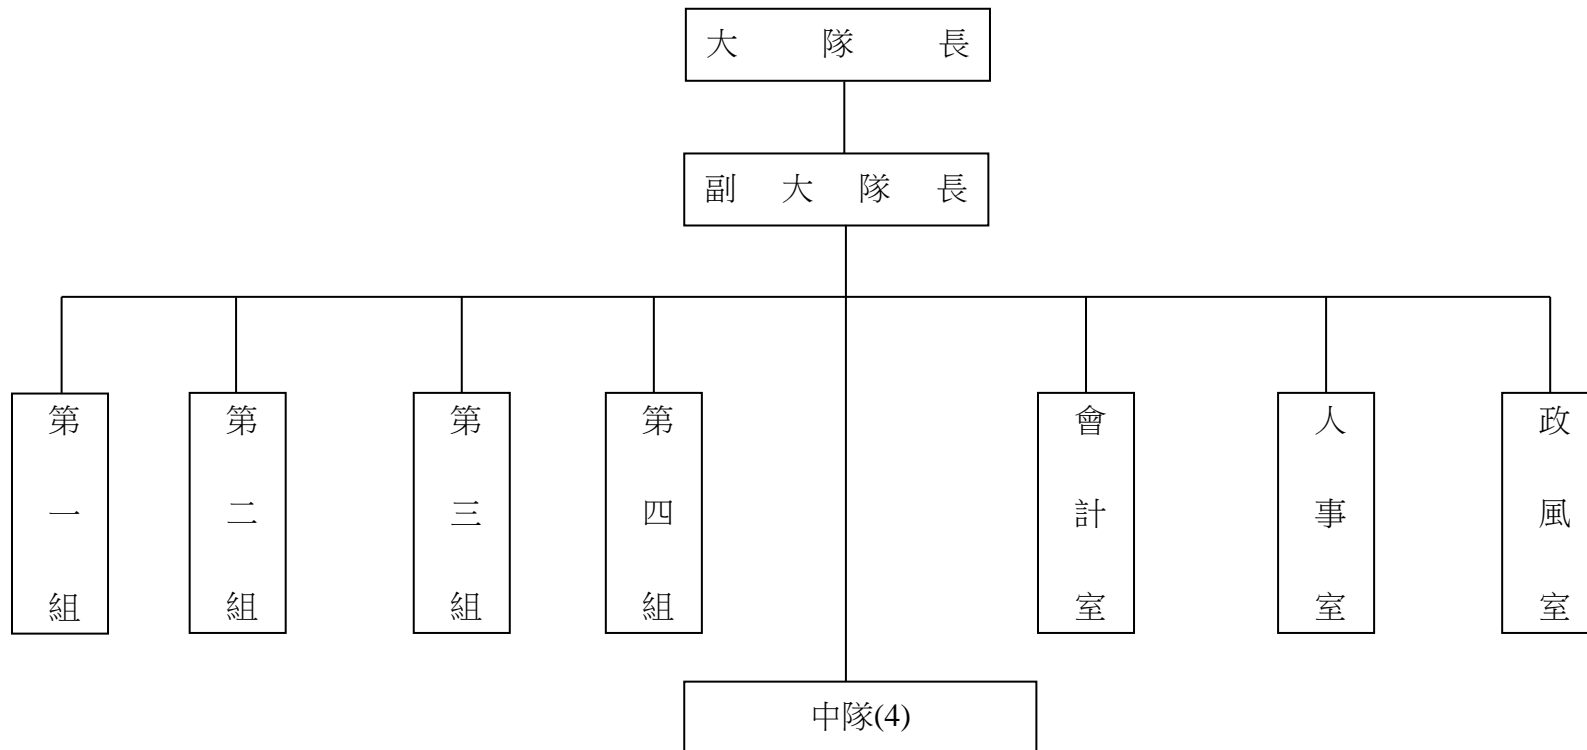 大隊長
副大隊長
第一組
第二組
第三組
第四組
會計室
人事室
政風室
中隊(4)